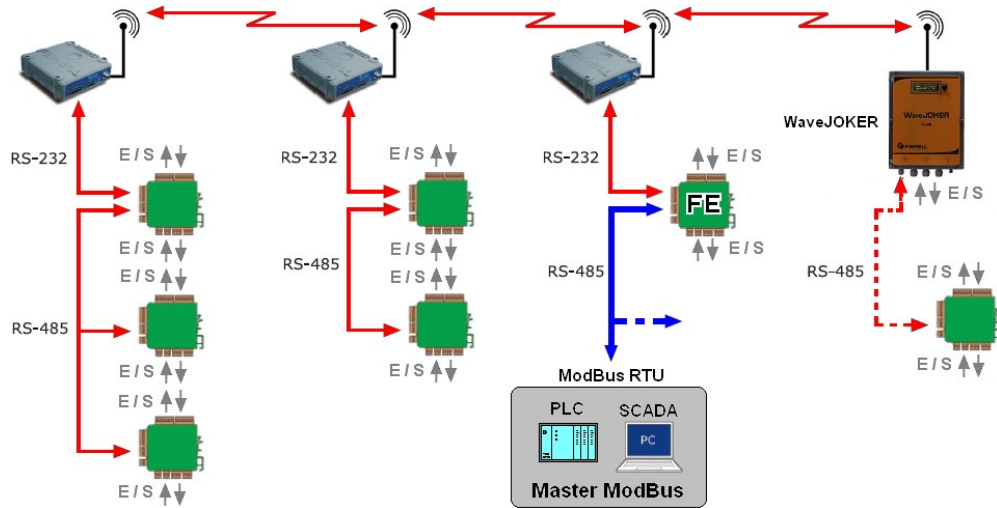 WaveJOKER
WaveJOKER
RS-232
RS-232
RS-232
E / S
E / S
E / S
E / S
FE
E / S
E / S
E / S
E / S
E / S
RS-485
RS-485
RS-485
E / S
E / S
RS-485
E / S
E / S
E / S
ModBus RTU
PLC
SCADA
PC
Master ModBus
E / S